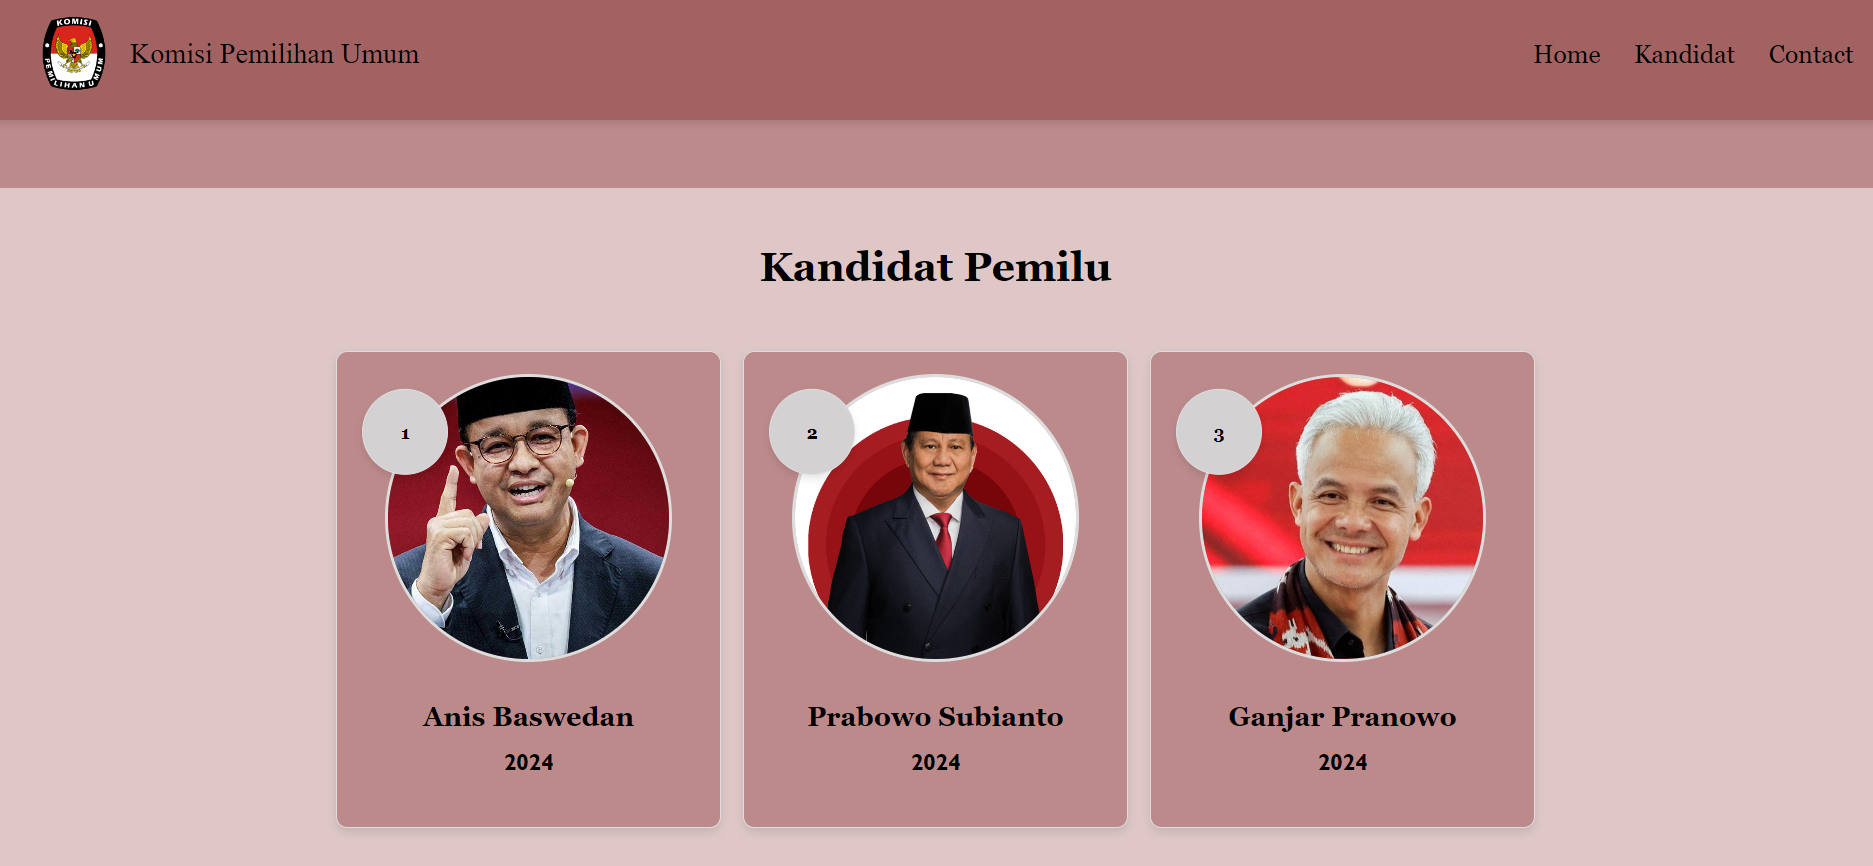 KOMISI
PEMILIHAN UMUM
Komisi Pemilihan Umum
Home
Kandidat
Contact
Kandidat Pemilu
1
2
3
Anis Baswedan
Prabowo Subianto
Ganjar Pranowo
2024
2024
2024